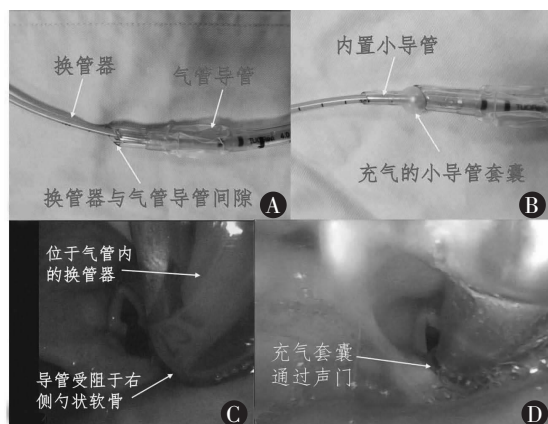 换管器
气管导管
换管器与气管导管间隙
A
内置小导管
充气的小导管套囊
B
位于气管内
的换管器
导管受阻于右
侧勺状软骨
C
充气套囊
通过声门
D